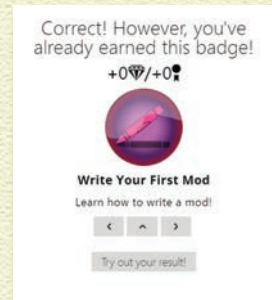 Correct! However, you've
already earned this badge!
+0/+0
Write Your First Mod
Learn how to write a mod!
Try out your result!